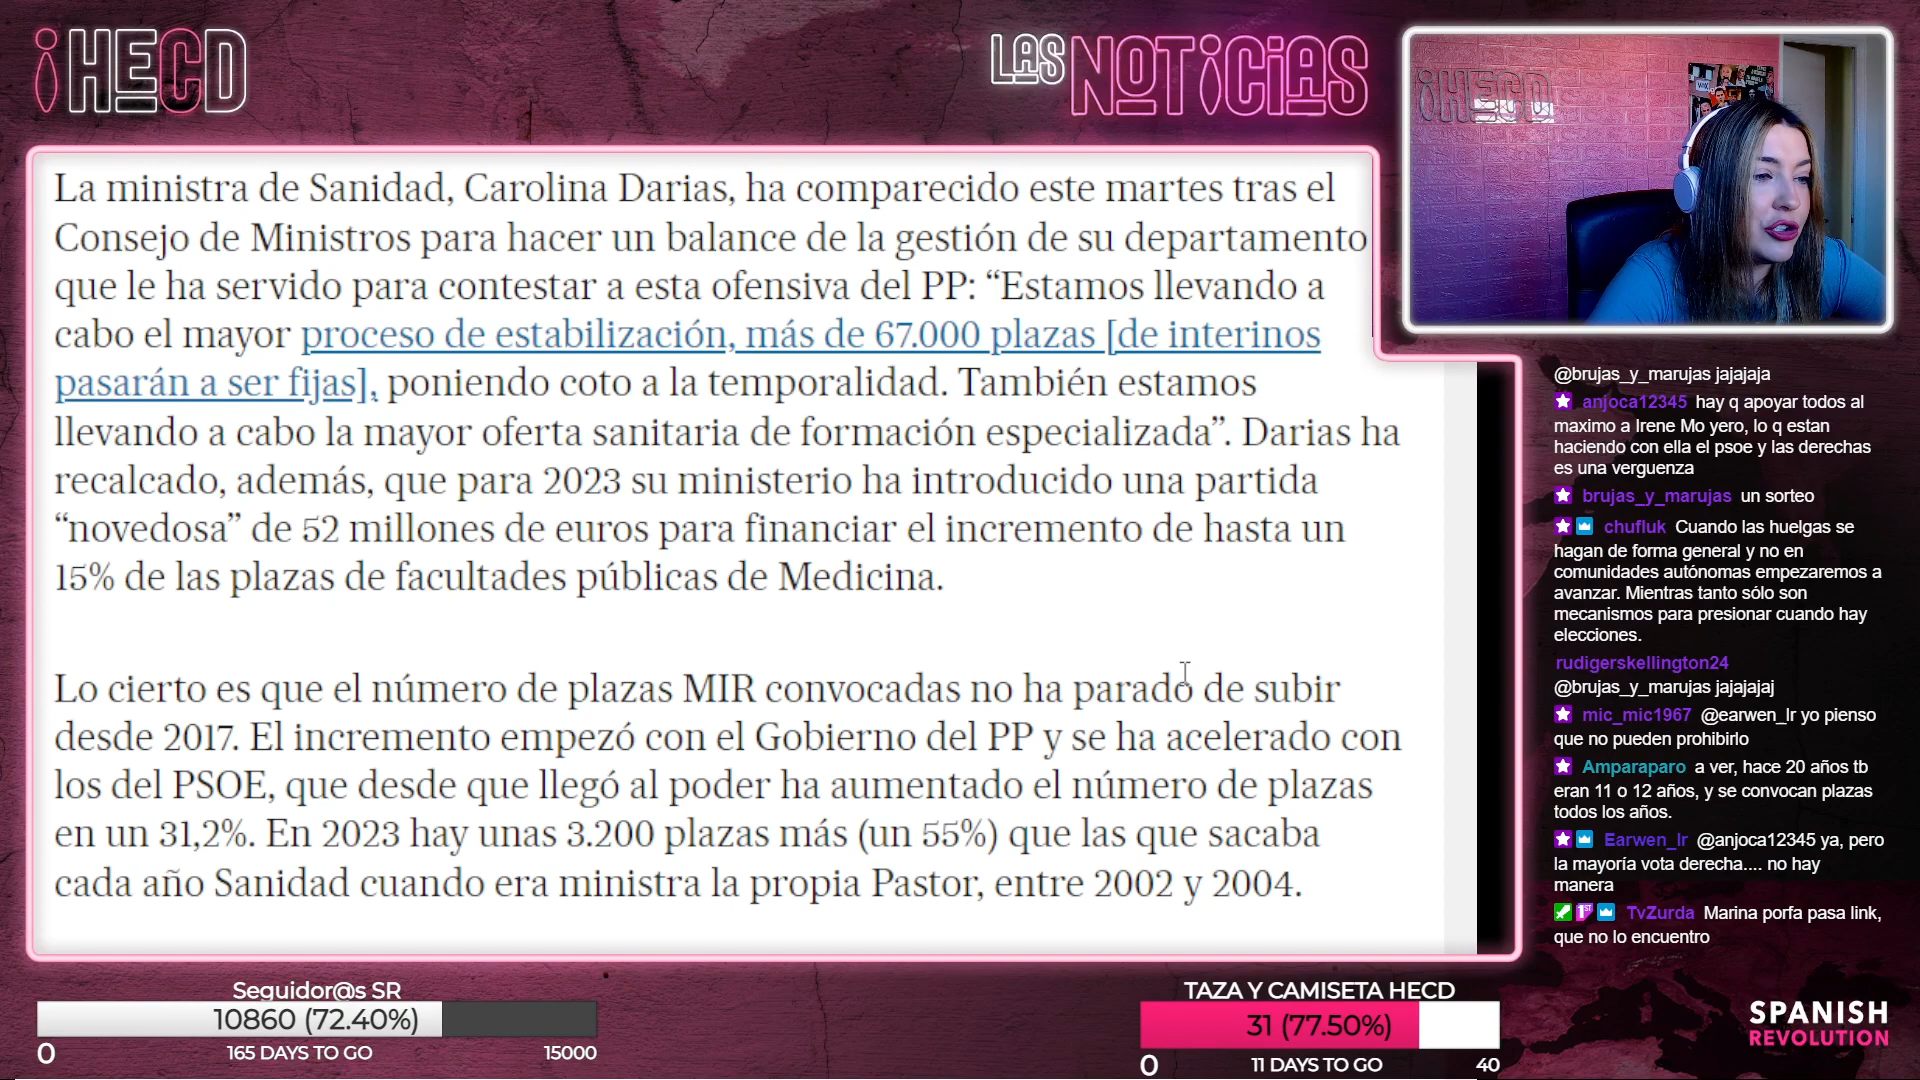 ¡HECD
LAS NOTICIAS
¡HECD
La ministra de Sanidad, Carolina Darias, ha comparecido este martes tras el
Consejo de Ministros para hacer un balance de la gestión de su departamento
que le ha servido para contestar a esta ofensiva del PP: “Estamos llevando a
cabo el mayor proceso de estabilización, más de 67.000 plazas [de interinos
pasarán a ser fijas], poniendo coto a la temporalidad. También estamos
llevando a cabo la mayor oferta sanitaria de formación especializada”. Darias ha
recalcado, además, que para 2023 su ministerio ha introducido una partida
“novedosa” de 52 millones de euros para financiar el incremento de hasta un
15% de las plazas de facultades públicas de Medicina.
Lo cierto es que el número de plazas MIR convocadas no ha parado de subir
desde 2017. El incremento empezó con el Gobierno del PP y se ha acelerado con
los del PSOE, que desde que llegó al poder ha aumentado el número de plazas
en un 31,2%. En 2023 hay unas 3.200 plazas más (un 55%) que las que sacaba
cada año Sanidad cuando era ministra la propia Pastor, entre 2002 y 2004.
@brujas_y_marujas jajajaja
anjoca12345 hay q apoyar todos al
maximo a Irene Mo yero, lo q estan
haciendo con ella el psoe y las derechas
es una verguenza
brujas_y_marujas un sorteo
chufluk Cuando las huelgas se
hagan de forma general y no en
comunidades autónomas empezaremos a
avanzar. Mientras tanto sólo son
mecanismos para presionar cuando hay
elecciones.
rudigerskellington24
@brujas_y_marujas jajajajaj
mic_mic1967 @earwen_lr yo pienso
que no pueden prohibirlo
Amparaparo a ver, hace 20 años tb
eran 11 o 12 años, y se convocan plazas
todos los años.
Earwen_lr @anjoca12345 ya, pero
la mayoría vota derecha.... no hay
manera
TvZurda Marina porfa pasa link,
que no lo encuentro
Seguidor@s SR
10860 (72.40%)
0 165 DAYS TO GO 15000
TAZA Y CAMISETA HECD
31 (77.50%)
0 11 DAYS TO GO 40
SPANISH
REVOLUTION